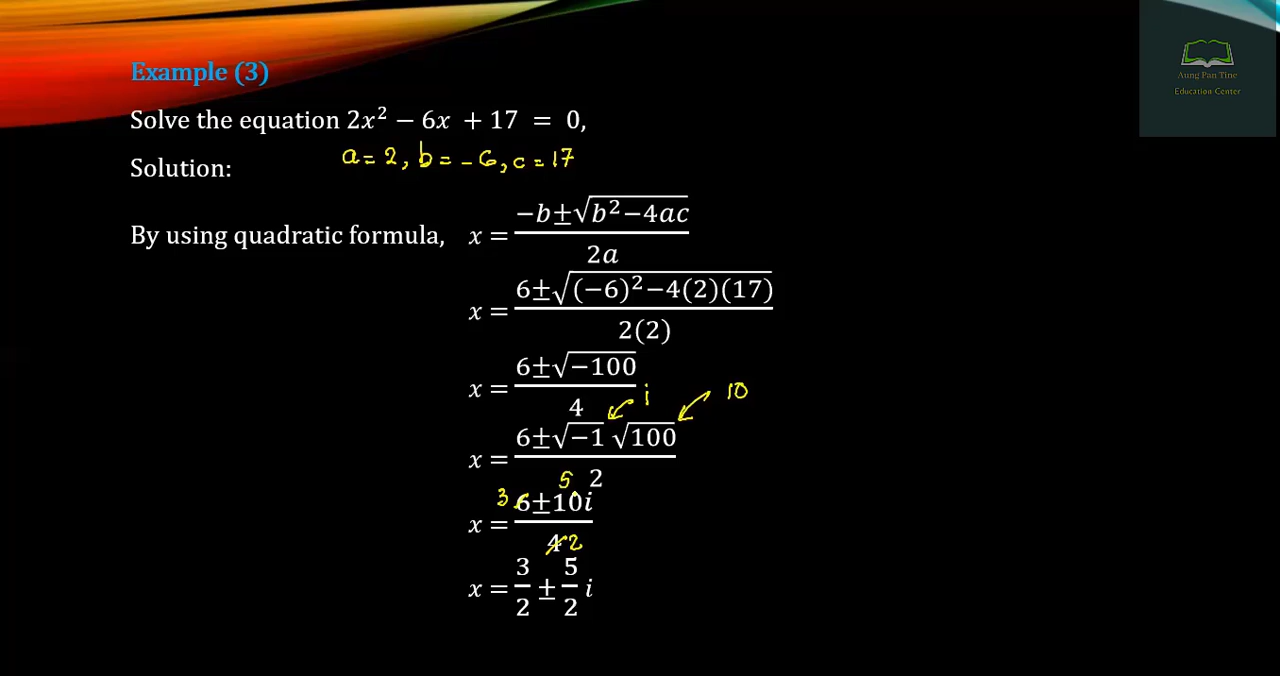 Aung Pan Tine
Education Center
Example (3)
Solve the equation 2x² − 6x + 17 = 0,
a = 2, b = -6, c = 17
Solution:
By using quadratic formula, x = (−b±√(b²−4ac))/(2a)
x = (6±√((−6)²−4(2)(17)))/(2(2))
x = (6±√(−100))/4
i 10
x = (6±√(−1) √(100))/2
3 5
x = (6±10i)/4
2
x = 3/2 ± 5/2 i